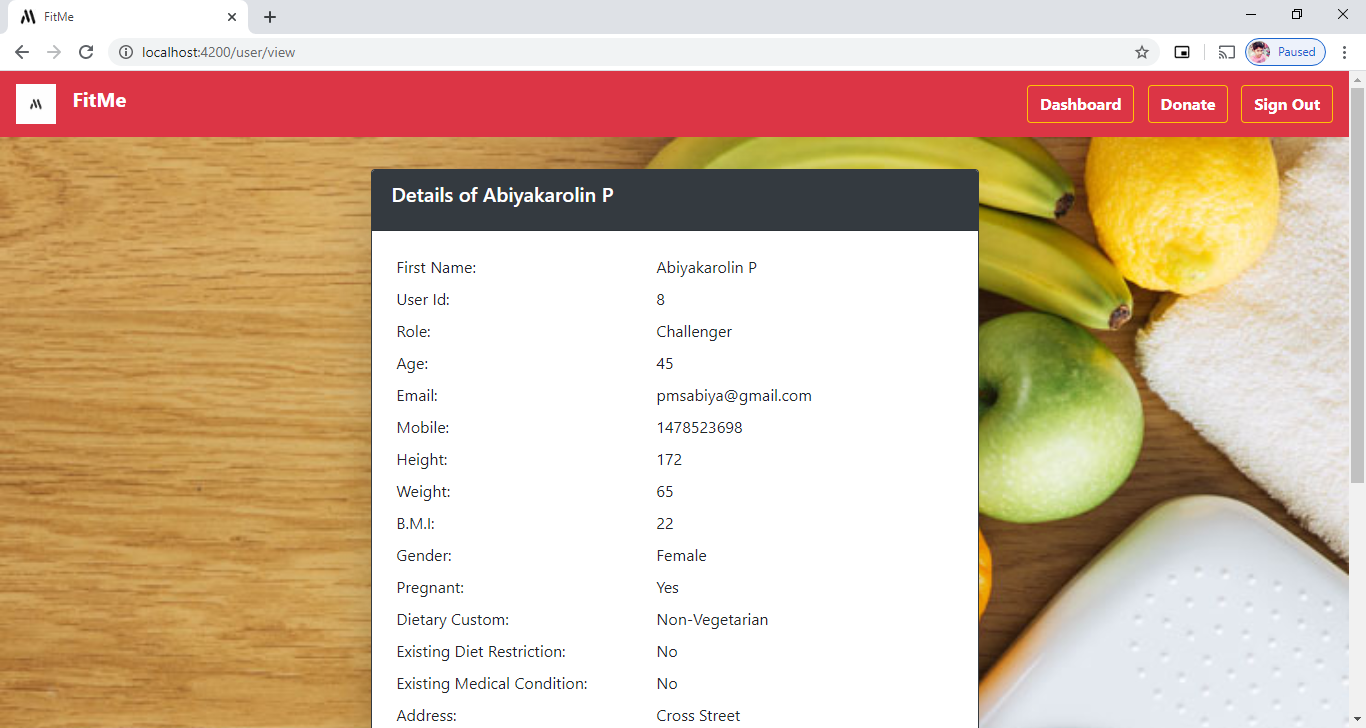 FitMe
localhost:4200/user/view
Paused
FitMe
Dashboard Donate Sign Out
Details of Abiyakarolin P
First Name: Abiyakarolin P
User Id: 8
Role: Challenger
Age: 45
Email: pmsabiya@gmail.com
Mobile: 1478523698
Height: 172
Weight: 65
B.M.I: 22
Gender: Female
Pregnant: Yes
Dietary Custom: Non-Vegetarian
Existing Diet Restriction: No
Existing Medical Condition: No
Address: Cross Street